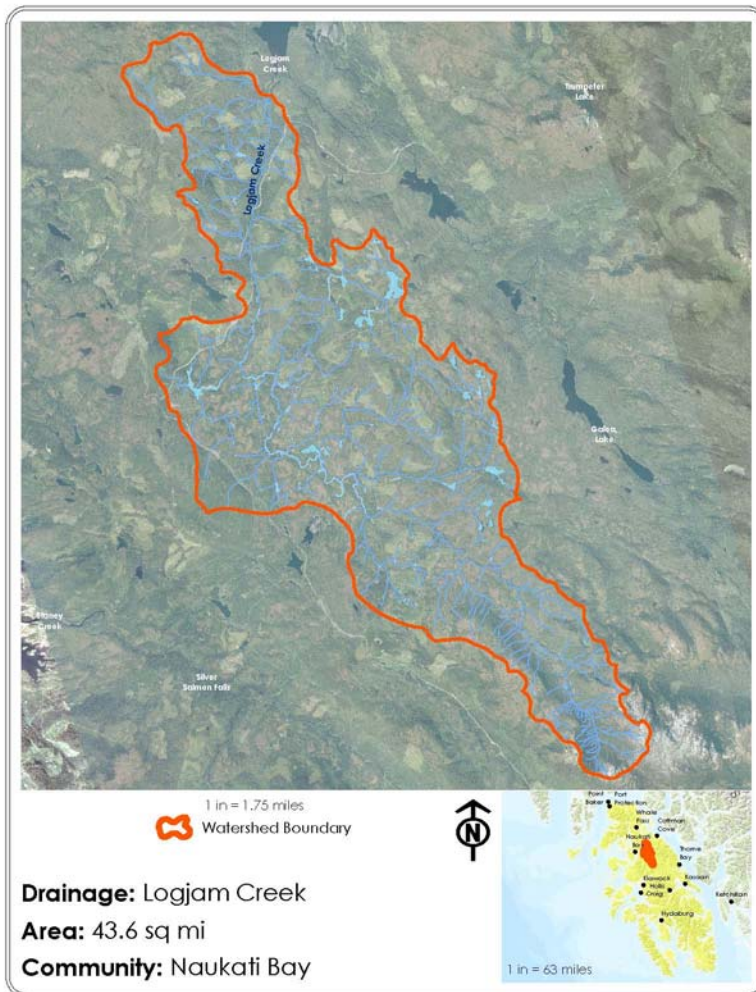 Logjam
Creek
Trumpeter
Lake
Logjam Creek
Galea,
Lake
Staney
Creek
Silver
Salmon Falls
1 in = 1.75 miles
Watershed Boundary
N
Drainage: Logjam Creek
Area: 43.6 sq mi
Community: Naukati Bay
Point
Baker
Port
Protection
Whale
Pass
Coffman
Cove
Naukati
Bay
Thorne
Bay
Klawock
Hollis
Kasaan
Craig
Ketchikan
Hydaburg
1 in = 63 miles